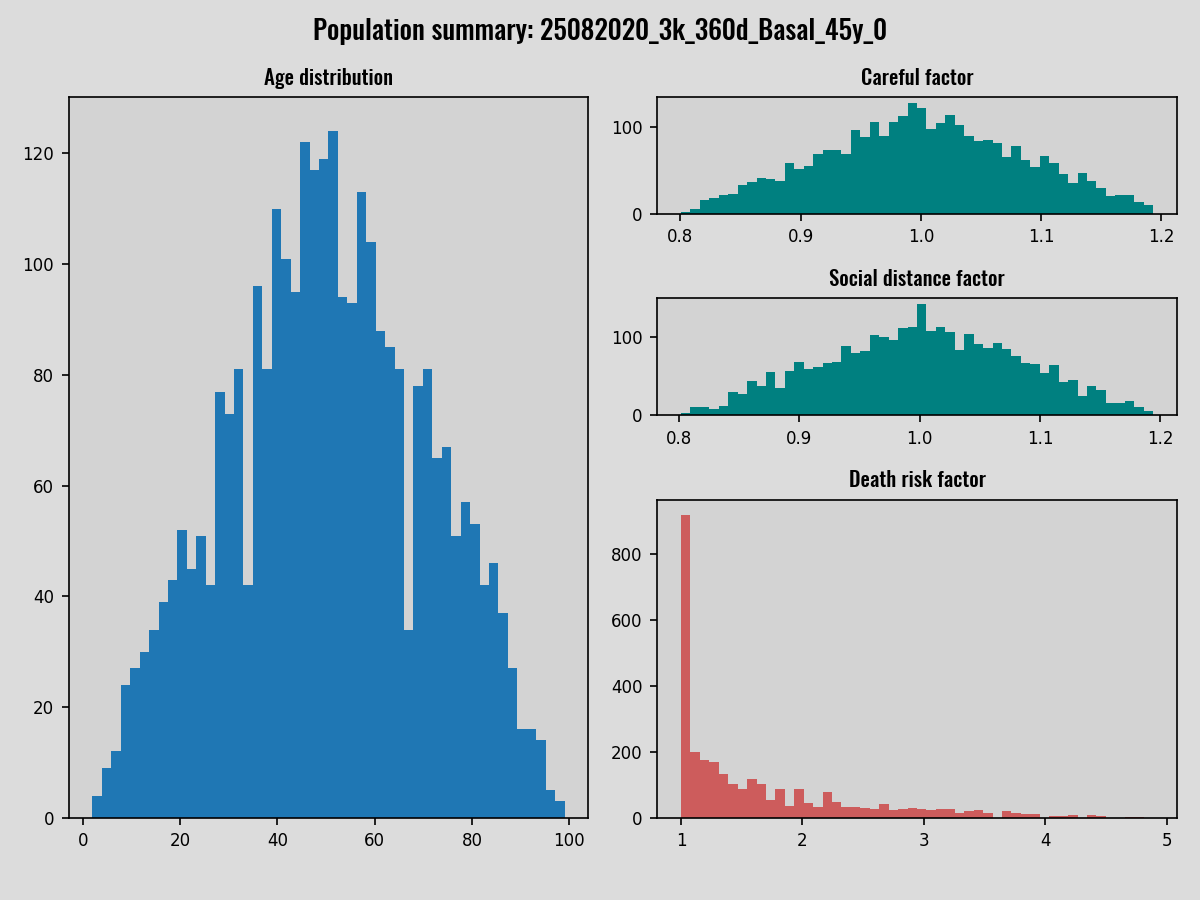 Population summary: 25082020_3k_360d_Basal_45y_0
Age distribution
120
100
80
60
40
20
0
0 20 40 60 80 100
Careful factor
100
0
0.8 0.9 1.0 1.1 1.2
Social distance factor
100
0
0.8 0.9 1.0 1.1 1.2
Death risk factor
800
600
400
200
0
1 2 3 4 5